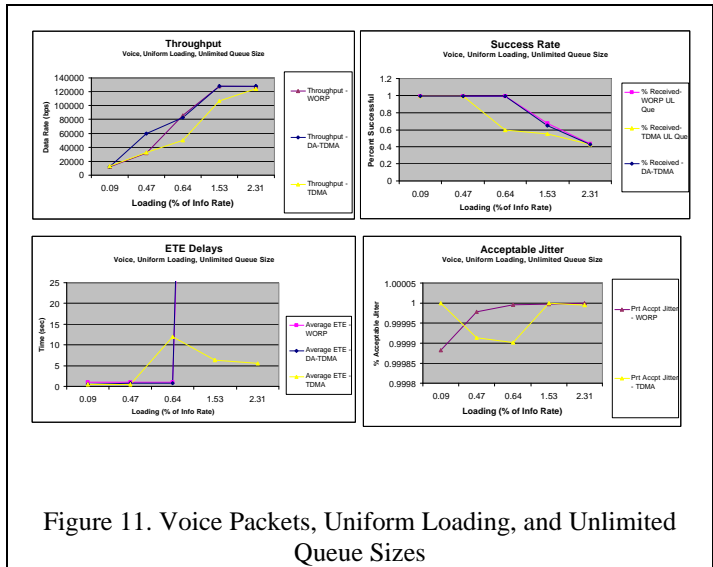 Throughput
Voice, Uniform Loading, Unlimited Queue Size
140000
120000
100000
80000
60000
40000
20000
0
Data Rate (bps)
0.09 0.47 0.64 1.53 2.31
Loading (% of Info Rate)
Throughput -
WORP
Throughput -
DA-TDMA
Throughput -
TDMA
Success Rate
Voice, Uniform Loading, Unlimited Queue Size
1.2
1
0.8
0.6
0.4
0.2
0
Percent Successful
0.09 0.47 0.64 1.53 2.31
Loading (%of Info Rate)
% Received-
WORP UL
Que
% Received-
TDMA UL Que
% Received -
DA-TDMA
ETE Delays
Voice, Uniform Loading, Unlimited Queue Size
25
20
15
10
5
0
Time (sec)
0.09 0.47 0.64 1.53 2.31
Loading (% of Info Rate)
Average ETE -
WORP
Average ETE -
DA-TDMA
Average ETE -
TDMA
Acceptable Jitter
Voice, Uniform Loading, Unlimited Queue Size
1.00005
1
0.99995
0.9999
0.99985
0.9998
% Acceptable Jitter
0.09 0.47 0.64 1.53 2.31
Loading (% of Info Rate)
Prt Accpt Jitter
- WORP
Prt Accpt Jitter
- TDMA
Figure 11. Voice Packets, Uniform Loading, and Unlimited
Queue Sizes